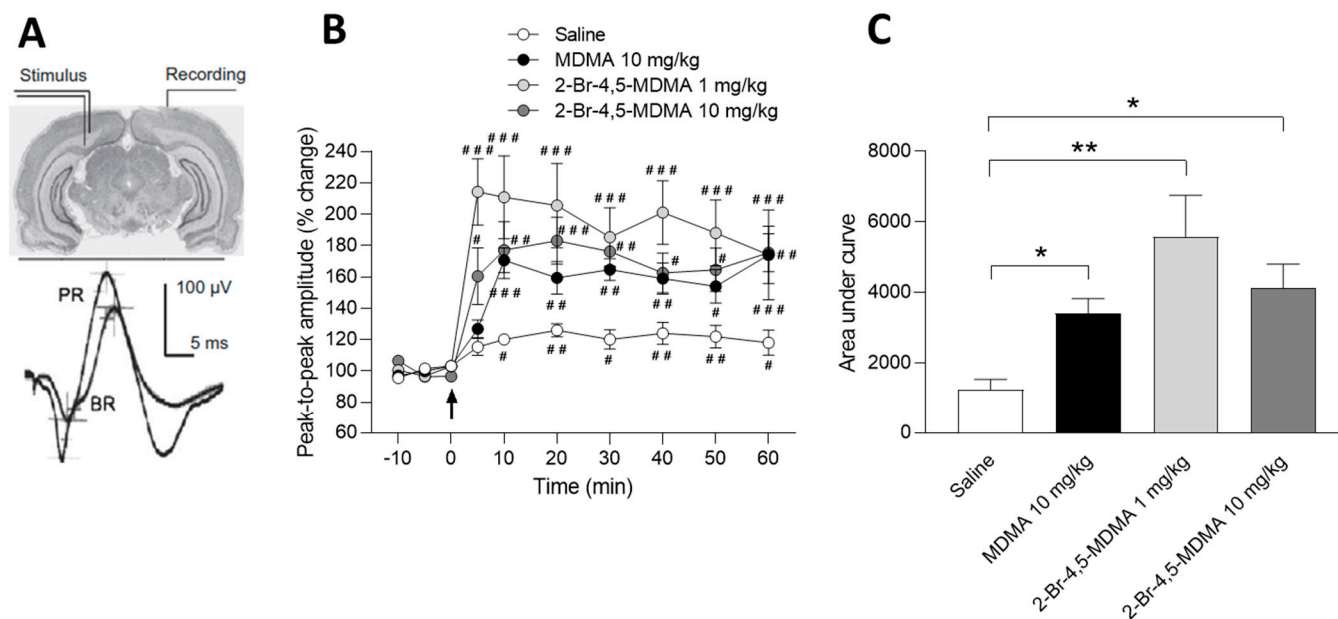 A
Stimulus
Recording
PR
BR
100 µV
5 ms
B
Saline
MDMA 10 mg/kg
2-Br-4,5-MDMA 1 mg/kg
2-Br-4,5-MDMA 10 mg/kg
Peak-to-peak amplitude (% change)
240
220
200
180
160
140
120
100
80
60
# # #
# # #
# # #
# # #
# # #
# # #
# # #
#
# #
# # #
# #
#
#
# #
# # #
# #
# #
# #
#
# # #
#
# #
#
# #
# #
#
-10
0
10
20
30
40
50
60
Time (min)
C
*
**
*
Area under curve
8000
6000
4000
2000
0
Saline
MDMA 10 mg/kg
2-Br-4,5-MDMA 1 mg/kg
2-Br-4,5-MDMA 10 mg/kg